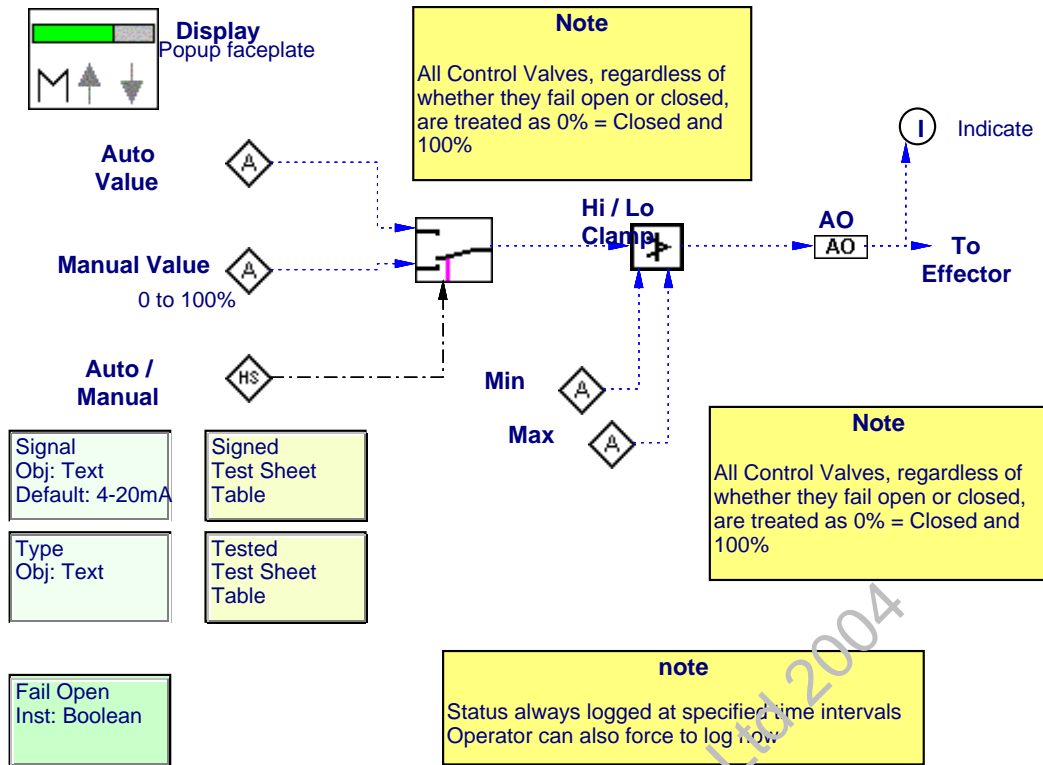 Display
Popup faceplate
M
Note
All Control Valves, regardless of
whether they fail open or closed,
are treated as 0% = Closed and
100%
I
Indicate
Auto
Value
A
Hi / Lo
Clamp
AO
AO
To
Effector
Manual Value
A
0 to 100%
Auto /
Manual
HS
Min
A
Max
A
Signal
Obj: Text
Default: 4-20mA
Signed
Test Sheet
Table
Note
All Control Valves, regardless of
whether they fail open or closed,
are treated as 0% = Closed and
100%
Type
Obj: Text
Tested
Test Sheet
Table
Fail Open
Inst: Boolean
note
Status always logged at specified time intervals
Operator can also force to log now
Ltd 2004